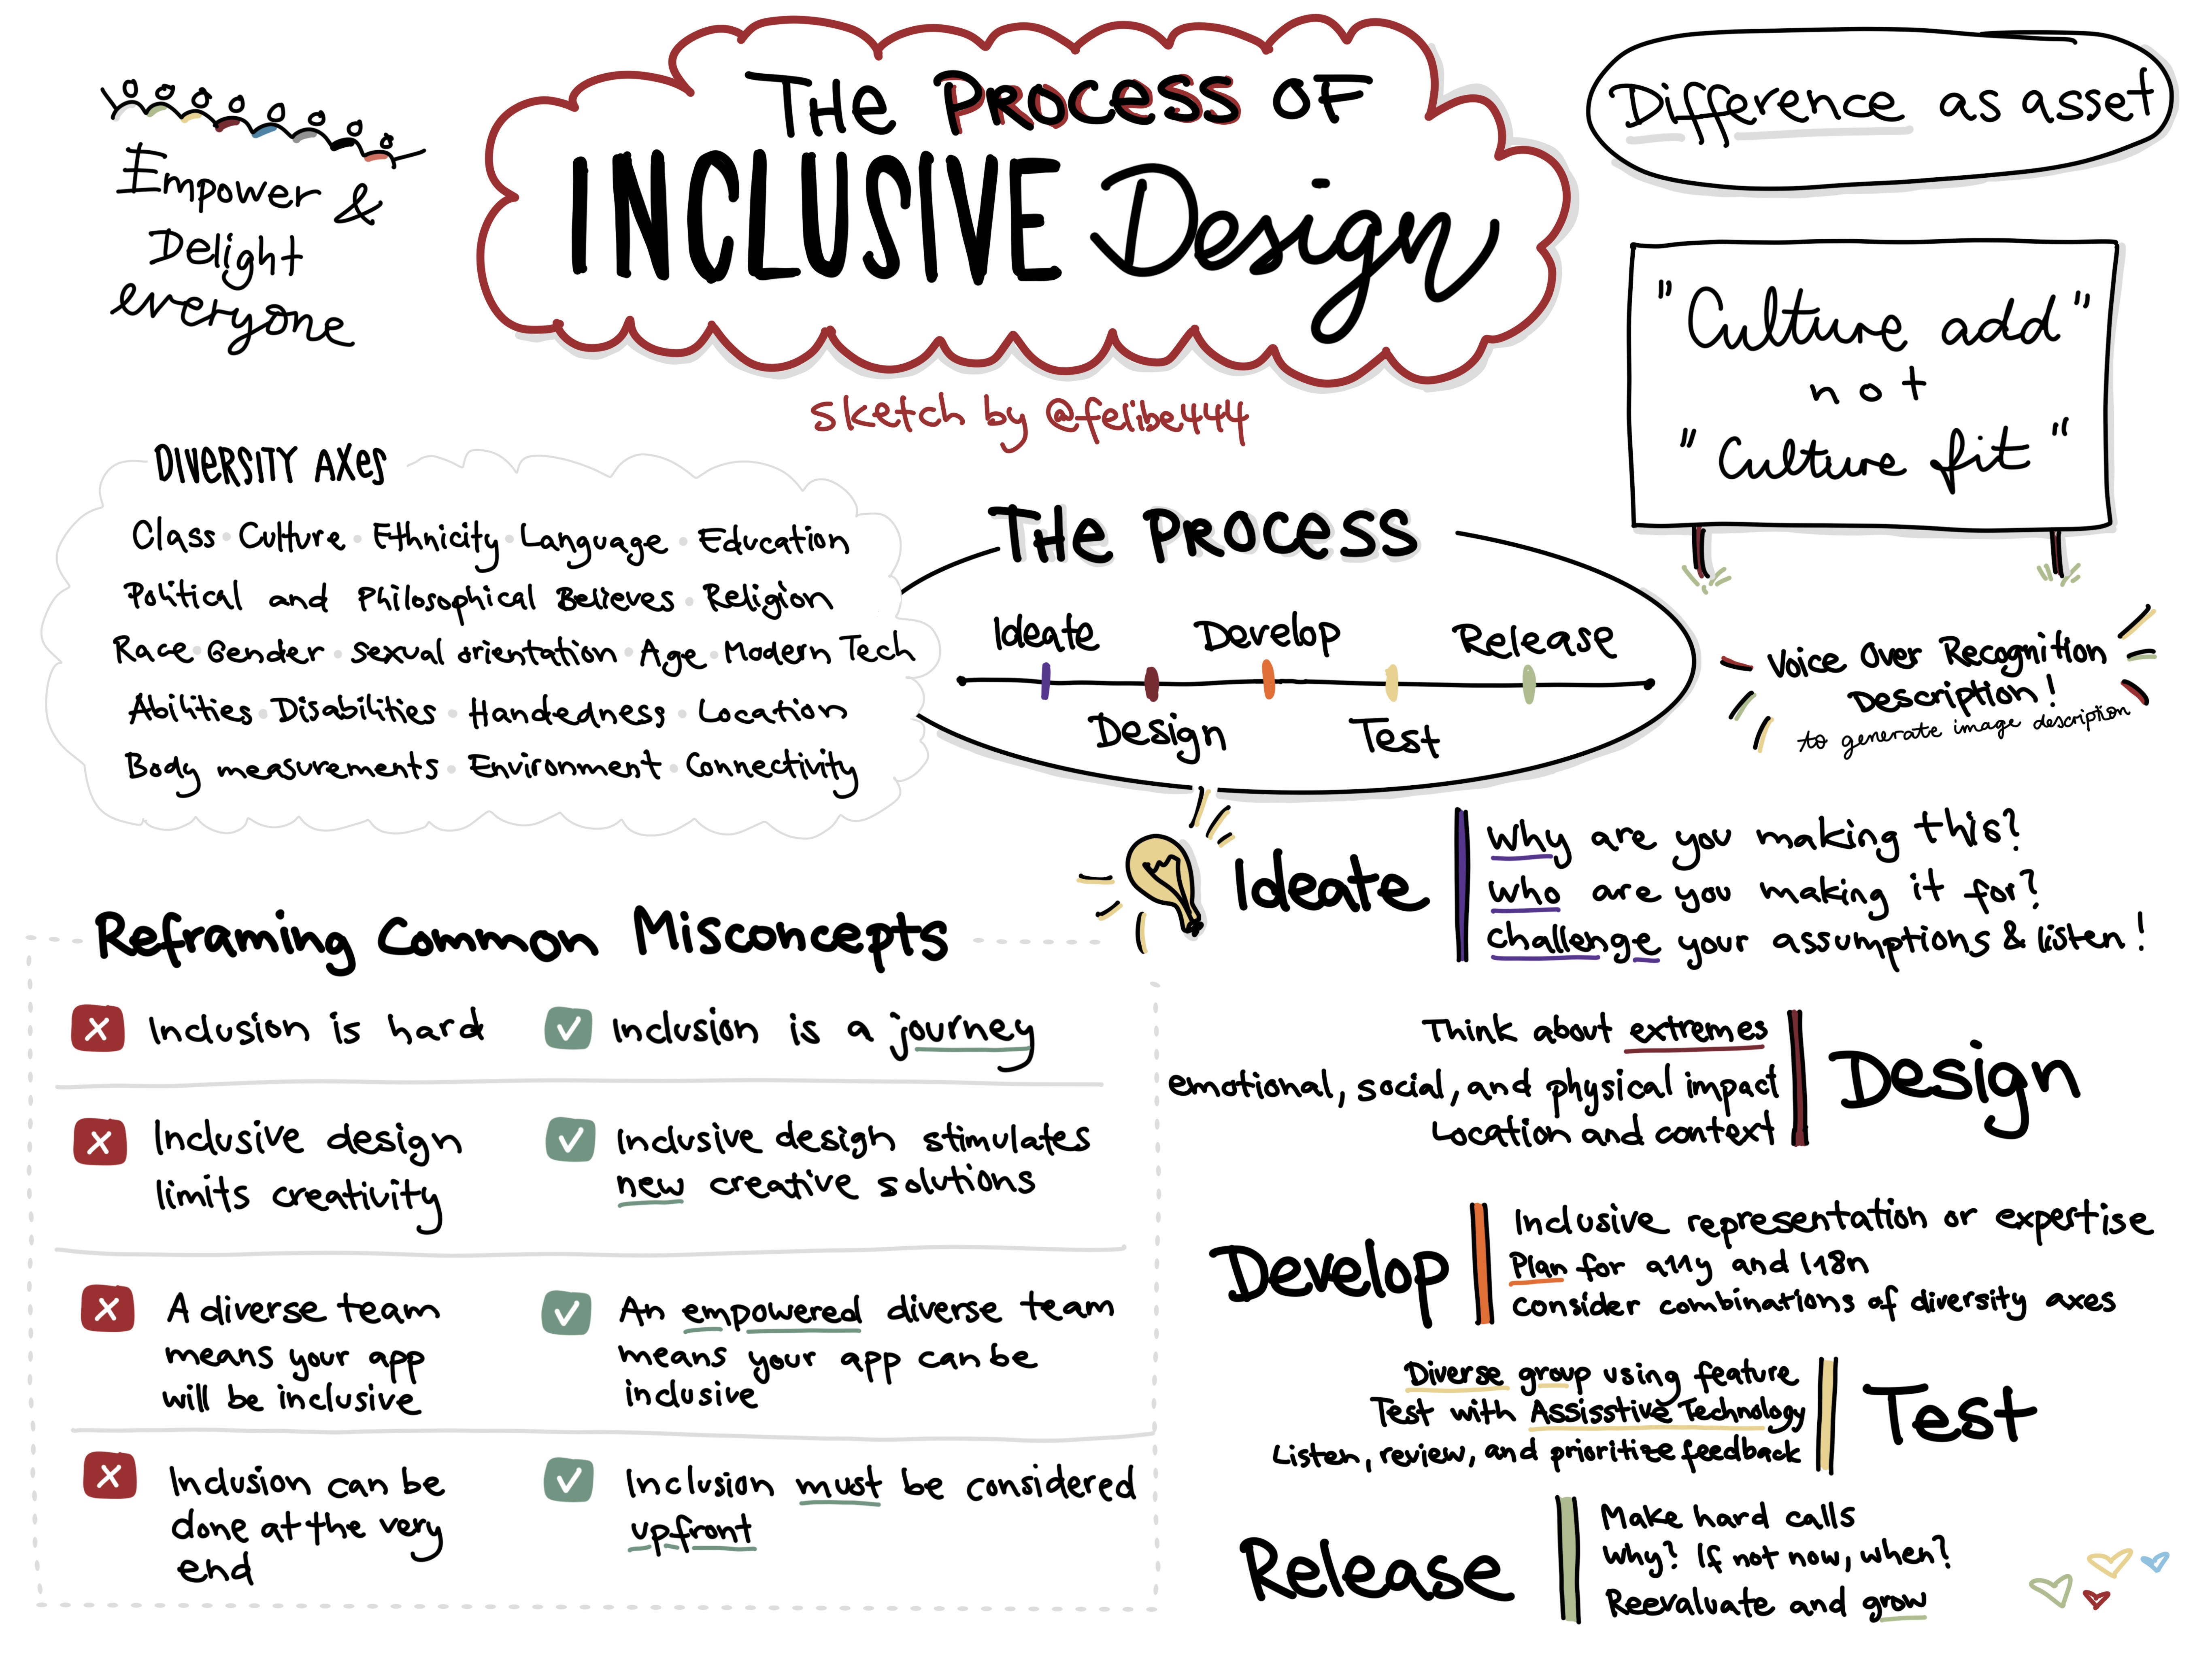 Empower &
Delight
everyone
The PROCess OF
INCLUSIVE Design
sketch by @felibe444
Difference as asset
"Culture add"
not
"Culture fit"
DIVERSITY AXES
Class • Culture • Ethnicity • Language • Education
Political and Philosophical Believes • Religion
Race • Gender • Sexual orientation • Age • Modern Tech
Abilities • Disabilities • Handedness • Location
Body measurements • Environment • Connectivity
THe PROCESS
Ideate
Develop
Release
Design
Test
Voice Over Recognition
Description!
to generate image description
Reframing Common Misconcepts
Inclusion is hard
Inclusion is a journey
Inclusive design
limits creativity
Inclusive design stimulates
new creative solutions
A diverse team
means your app
will be inclusive
An empowered diverse team
means your app can be
inclusive
Inclusion can be
done at the very
end
Inclusion must be considered
upfront
Ideate
Why are you making this?
who are you making it for?
challenge your assumptions & listen!
Think about extremes
emotional, social, and physical impact
Location and context
Design
Develop
Inclusive representation or expertise
Plan for a11y and i18n
consider combinations of diversity axes
Diverse group using feature
Test with Assisstive Technology
Listen, review, and prioritize feedback
Test
Release
Make hard calls
Why? If not now, when?
Reevaluate and grow